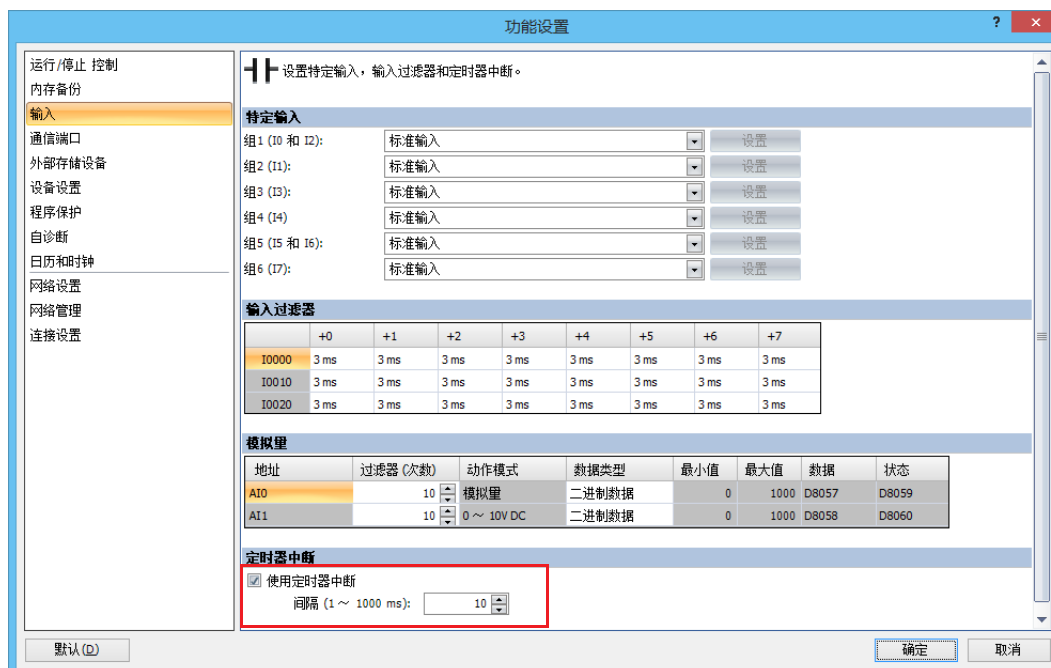 功能设置
?
×
运行/停止 控制
内存备份
输入
通信端口
外部存储设备
设备设置
程序保护
自诊断
日历和时钟
网络设置
网络管理
连接设置
设置特定输入，输入过滤器和定时器中断。
特定输入
组1 (I0 和 I2): 标准输入 设置
组2 (I1): 标准输入 设置
组3 (I3): 标准输入 设置
组4 (I4) 标准输入 设置
组5 (I5 和 I6): 标准输入 设置
组6 (I7): 标准输入 设置
输入过滤器
+0 +1 +2 +3 +4 +5 +6 +7
I0000 3 ms 3 ms 3 ms 3 ms 3 ms 3 ms 3 ms 3 ms
I0010 3 ms 3 ms 3 ms 3 ms 3 ms 3 ms 3 ms 3 ms
I0020 3 ms 3 ms 3 ms 3 ms 3 ms 3 ms 3 ms 3 ms
模拟量
地址 过滤器 (次数) 动作模式 数据类型 最小值 最大值 数据 状态
AI0 10 模拟量 二进制数据 0 1000 D8057 D8059
AI1 10 0 ～ 10V DC 二进制数据 0 1000 D8058 D8060
定时器中断
使用定时器中断
间隔 (1 ～ 1000 ms): 10
默认(D) 确定 取消